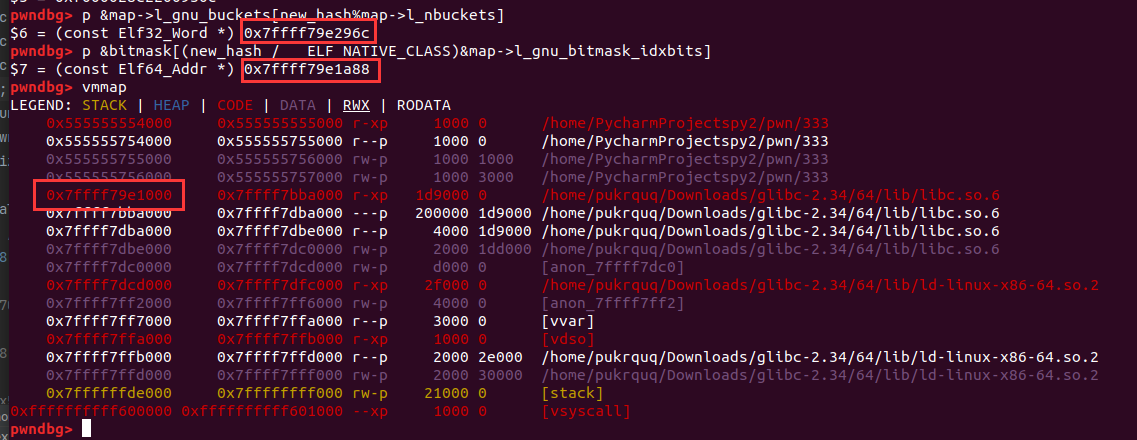 pwndbg> p &map->l_gnu_buckets[new_hash%map->l_nbuckets]
$6 = (const Elf32_Word *) 0x7ffff79e296c
pwndbg> p &bitmask[(new_hash / __ELF_NATIVE_CLASS)&map->l_gnu_bitmask_idxbits]
$7 = (const Elf64_Addr *) 0x7ffff79e1a88
pwndbg> vmmap
LEGEND: STACK | HEAP | CODE | DATA | RWX | RODATA
0x555555554000 0x555555555000 r-xp 1000 0 /home/PycharmProjectspy2/pwn/333
0x555555754000 0x555555755000 r--p 1000 0 /home/PycharmProjectspy2/pwn/333
0x555555755000 0x555555756000 rw-p 1000 1000 /home/PycharmProjectspy2/pwn/333
0x555555756000 0x555555757000 rw-p 1000 3000 /home/PycharmProjectspy2/pwn/333
0x7ffff79e1000 0x7ffff7bba000 r-xp 1d9000 0 /home/pukrquq/Downloads/glibc-2.34/64/lib/libc.so.6
0x7ffff7bba000 0x7ffff7dba000 ---p 200000 1d9000 /home/pukrquq/Downloads/glibc-2.34/64/lib/libc.so.6
0x7ffff7dba000 0x7ffff7dbe000 r--p 4000 1d9000 /home/pukrquq/Downloads/glibc-2.34/64/lib/libc.so.6
0x7ffff7dbe000 0x7ffff7dc0000 rw-p 2000 1dd000 /home/pukrquq/Downloads/glibc-2.34/64/lib/libc.so.6
0x7ffff7dc0000 0x7ffff7dcd000 rw-p d000 0 [anon_7ffff7dc0]
0x7ffff7dcd000 0x7ffff7dfc000 r-xp 2f000 0 /home/pukrquq/Downloads/glibc-2.34/64/lib/ld-linux-x86-64.so.2
0x7ffff7ff2000 0x7ffff7ff6000 rw-p 4000 0 [anon_7ffff7ff2]
0x7ffff7ff7000 0x7ffff7ffa000 r--p 3000 0 [vvar]
0x7ffff7ffa000 0x7ffff7ffb000 r-xp 1000 0 [vdso]
0x7ffff7ffb000 0x7ffff7ffd000 r--p 2000 2e000 /home/pukrquq/Downloads/glibc-2.34/64/lib/ld-linux-x86-64.so.2
0x7ffff7ffd000 0x7ffff7fff000 rw-p 2000 30000 /home/pukrquq/Downloads/glibc-2.34/64/lib/ld-linux-x86-64.so.2
0x7ffffffde000 0x7ffffffff000 rw-p 21000 0 [stack]
0xffffffffff600000 0xffffffffff601000 --xp 1000 0 [vsyscall]
pwndbg>